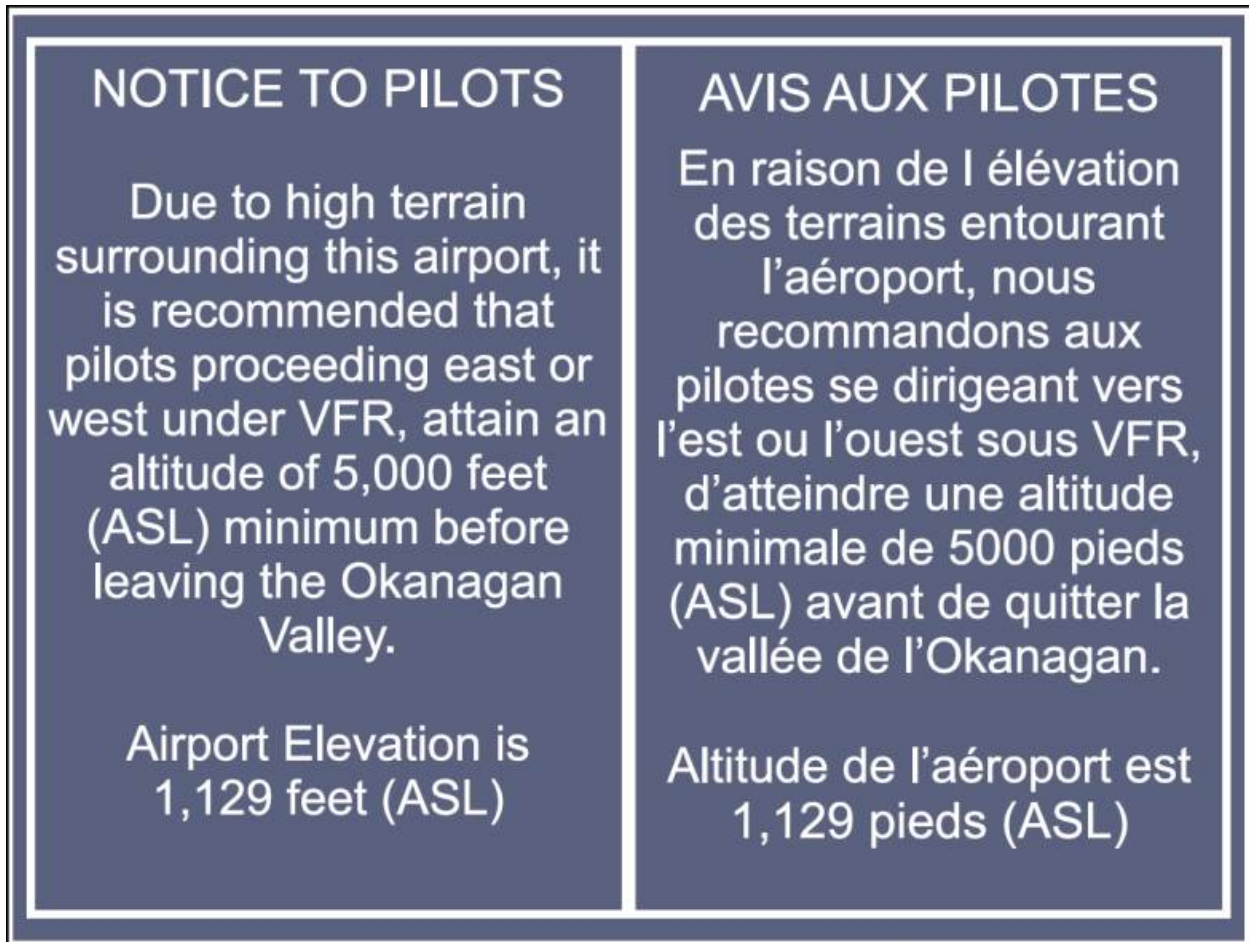 NOTICE TO PILOTS
Due to high terrain
surrounding this airport, it
is recommended that
pilots proceeding east or
west under VFR, attain an
altitude of 5,000 feet
(ASL) minimum before
leaving the Okanagan
Valley.
Airport Elevation is
1,129 feet (ASL)
AVIS AUX PILOTES
En raison de l élévation
des terrains entourant
l’aéroport, nous
recommandons aux
pilotes se dirigeant vers
l’est ou l’ouest sous VFR,
d’atteindre une altitude
minimale de 5000 pieds
(ASL) avant de quitter la
vallée de l’Okanagan.
Altitude de l’aéroport est
1,129 pieds (ASL)